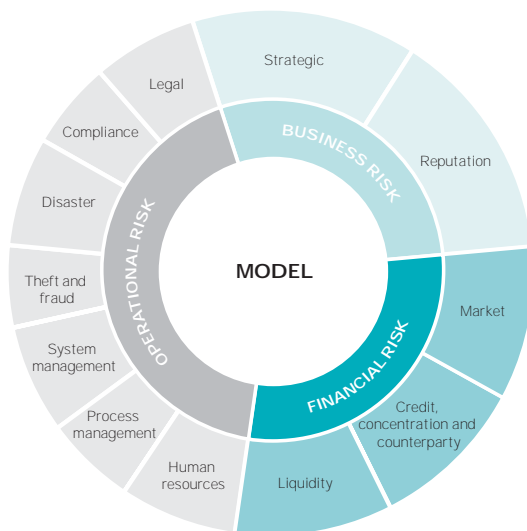 Strategic
Reputation
Market
Credit,
concentration and
counterparty
Liquidity
Human
resources
Process
management
System
management
Theft and
fraud
Disaster
Compliance
Legal
BUSINESS RISK
FINANCIAL RISK
OPERATIONAL RISK
MODEL